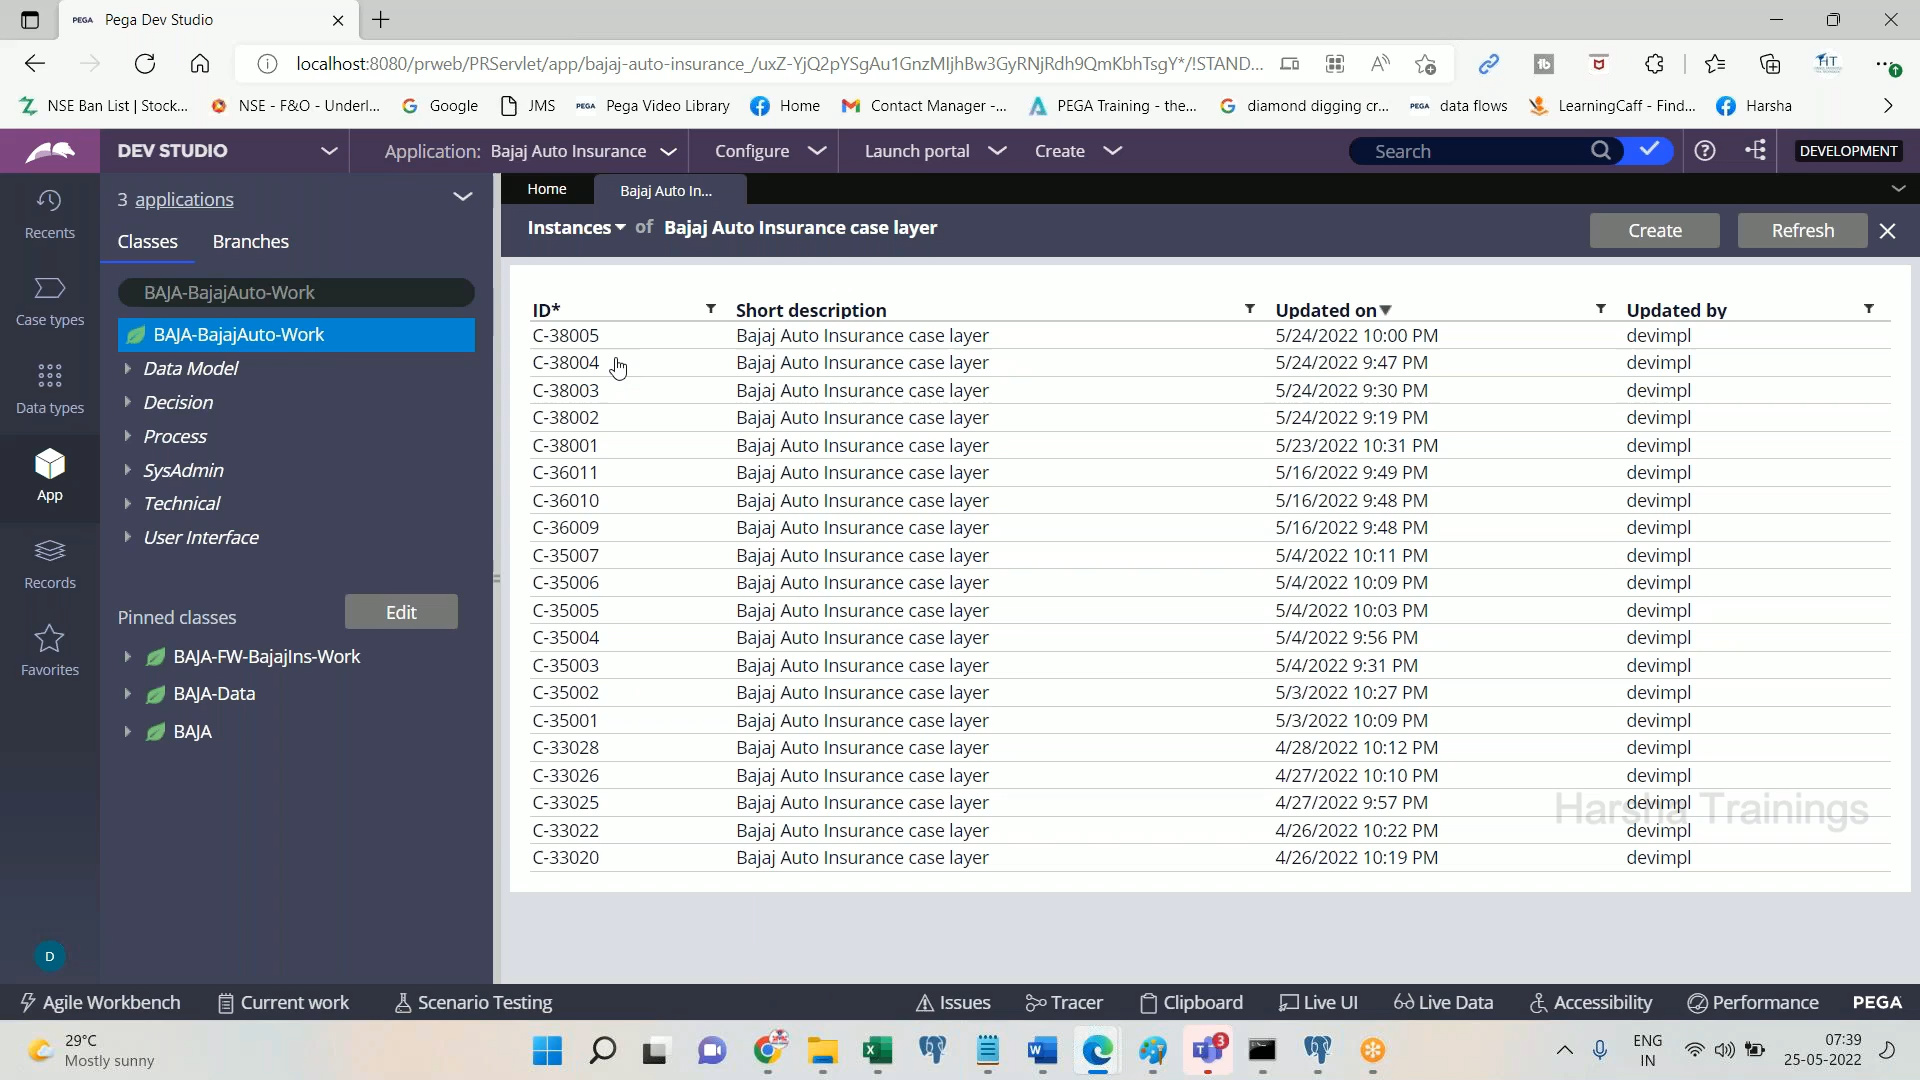 PEGA Pega Dev Studio
localhost:8080/prweb/PRServlet/app/bajaj-auto-insurance_/uxZ-YjQ2pYSgAu1GnzMIjhBw3GyRNjRdh9QmKbhTsgY*/!STAND...
NSE Ban List | Stock... NSE - F&O - Underl... Google JMS PEGA Pega Video Library Home Contact Manager -... PEGA Training - the... diamond digging cr... PEGA data flows LearningCaff - Find... Harsha
DEV STUDIO Application: Bajaj Auto Insurance Configure Launch portal Create Search DEVELOPMENT
Recents
Case types
Data types
App
Records
Favorites
D
3 applications
Classes Branches
BAJA-BajajAuto-Work
BAJA-BajajAuto-Work
Data Model
Decision
Process
SysAdmin
Technical
User Interface
Pinned classes Edit
BAJA-FW-BajajIns-Work
BAJA-Data
BAJA
Home Bajaj Auto In...
Instances of Bajaj Auto Insurance case layer Create Refresh
ID* Short description Updated on Updated by
C-38005 Bajaj Auto Insurance case layer 5/24/2022 10:00 PM devimpl
C-38004 Bajaj Auto Insurance case layer 5/24/2022 9:47 PM devimpl
C-38003 Bajaj Auto Insurance case layer 5/24/2022 9:30 PM devimpl
C-38002 Bajaj Auto Insurance case layer 5/24/2022 9:19 PM devimpl
C-38001 Bajaj Auto Insurance case layer 5/23/2022 10:31 PM devimpl
C-36011 Bajaj Auto Insurance case layer 5/16/2022 9:49 PM devimpl
C-36010 Bajaj Auto Insurance case layer 5/16/2022 9:48 PM devimpl
C-36009 Bajaj Auto Insurance case layer 5/16/2022 9:48 PM devimpl
C-35007 Bajaj Auto Insurance case layer 5/4/2022 10:11 PM devimpl
C-35006 Bajaj Auto Insurance case layer 5/4/2022 10:09 PM devimpl
C-35005 Bajaj Auto Insurance case layer 5/4/2022 10:03 PM devimpl
C-35004 Bajaj Auto Insurance case layer 5/4/2022 9:56 PM devimpl
C-35003 Bajaj Auto Insurance case layer 5/4/2022 9:31 PM devimpl
C-35002 Bajaj Auto Insurance case layer 5/3/2022 10:27 PM devimpl
C-35001 Bajaj Auto Insurance case layer 5/3/2022 10:09 PM devimpl
C-33028 Bajaj Auto Insurance case layer 4/28/2022 10:12 PM devimpl
C-33026 Bajaj Auto Insurance case layer 4/27/2022 10:10 PM devimpl
C-33025 Bajaj Auto Insurance case layer 4/27/2022 9:57 PM devimpl
Harsha Trainings
C-33022 Bajaj Auto Insurance case layer 4/26/2022 10:22 PM devimpl
C-33020 Bajaj Auto Insurance case layer 4/26/2022 10:19 PM devimpl
Agile Workbench Current work Scenario Testing Issues Tracer Clipboard Live UI Live Data Accessibility Performance PEGA
29°C
Mostly sunny
3
ENG
IN
07:39
25-05-2022